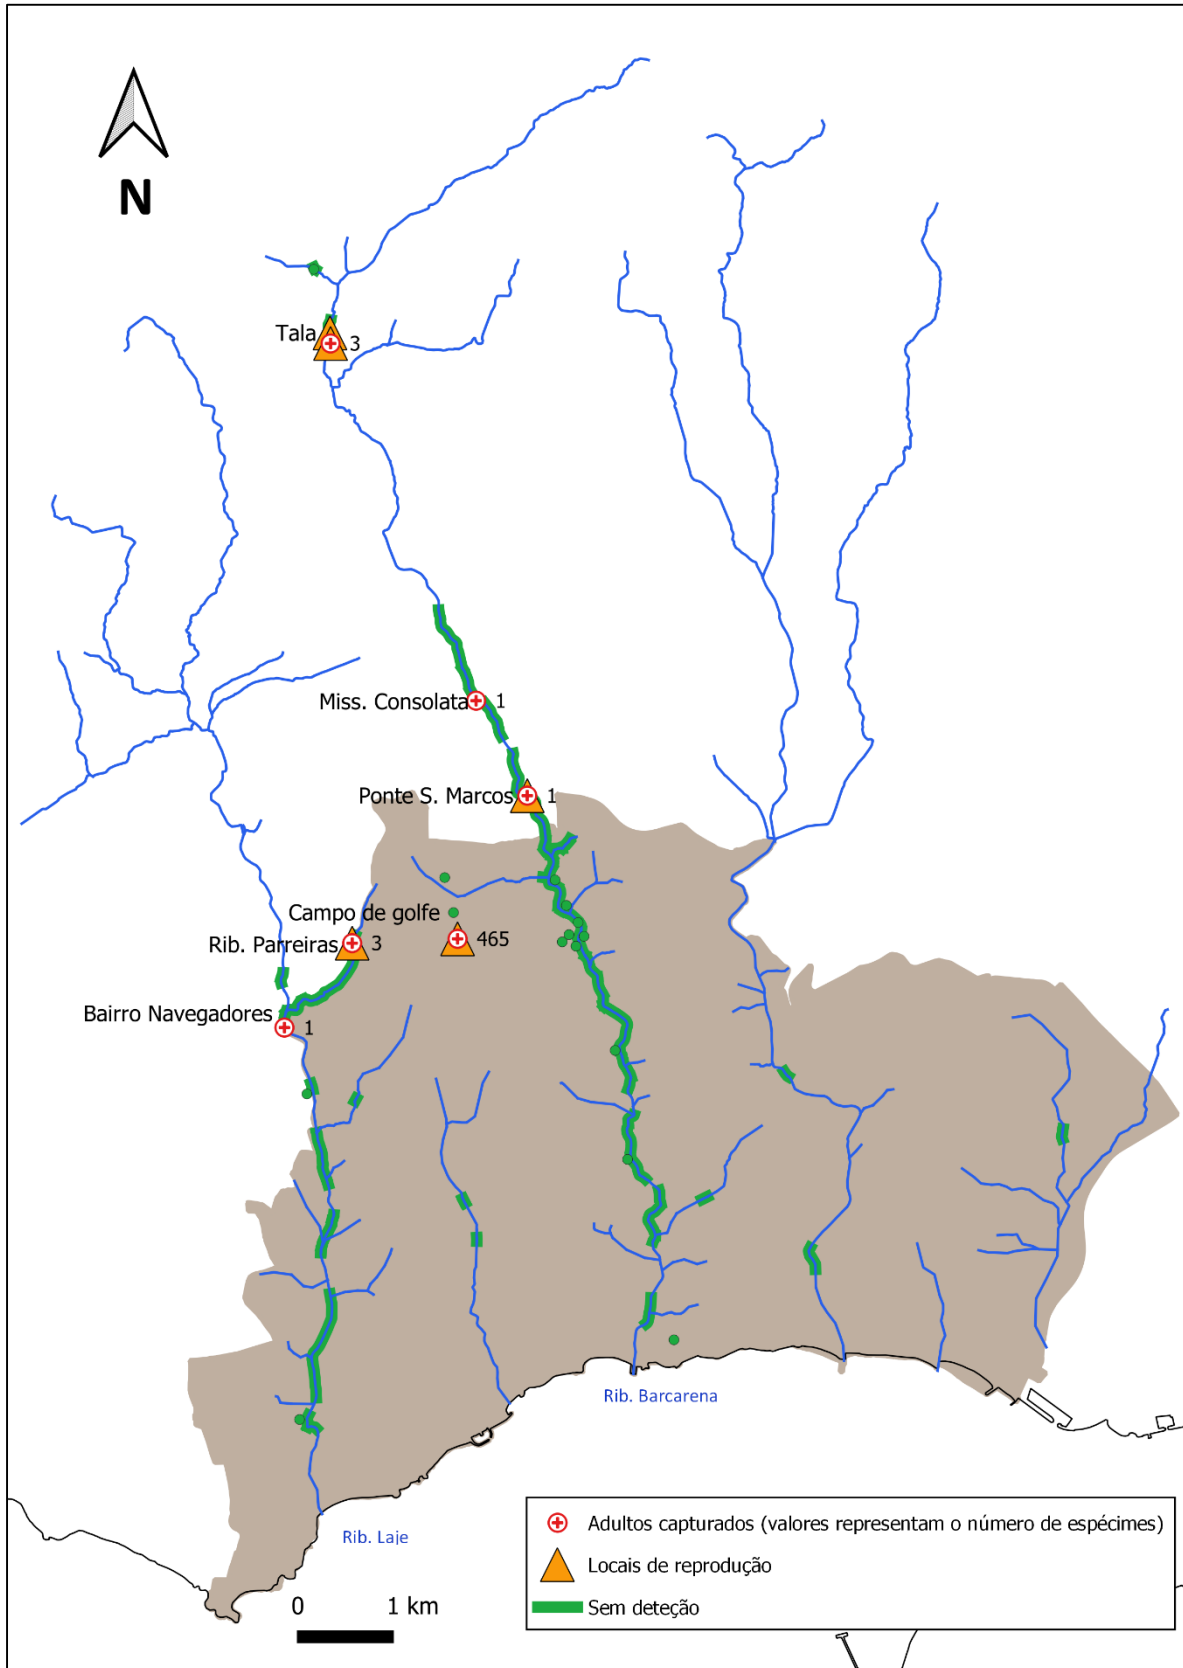 N
Tala
3
Miss. Consolata
1
Ponte S. Marcos
1
Campo de golfe
Rib. Parreiras
3
465
Bairro Navegadores
1
Rib. Barcarena
Rib. Laje
Adultos capturados (valores representam o número de espécimes)
Locais de reprodução
Sem deteção
0 1 km